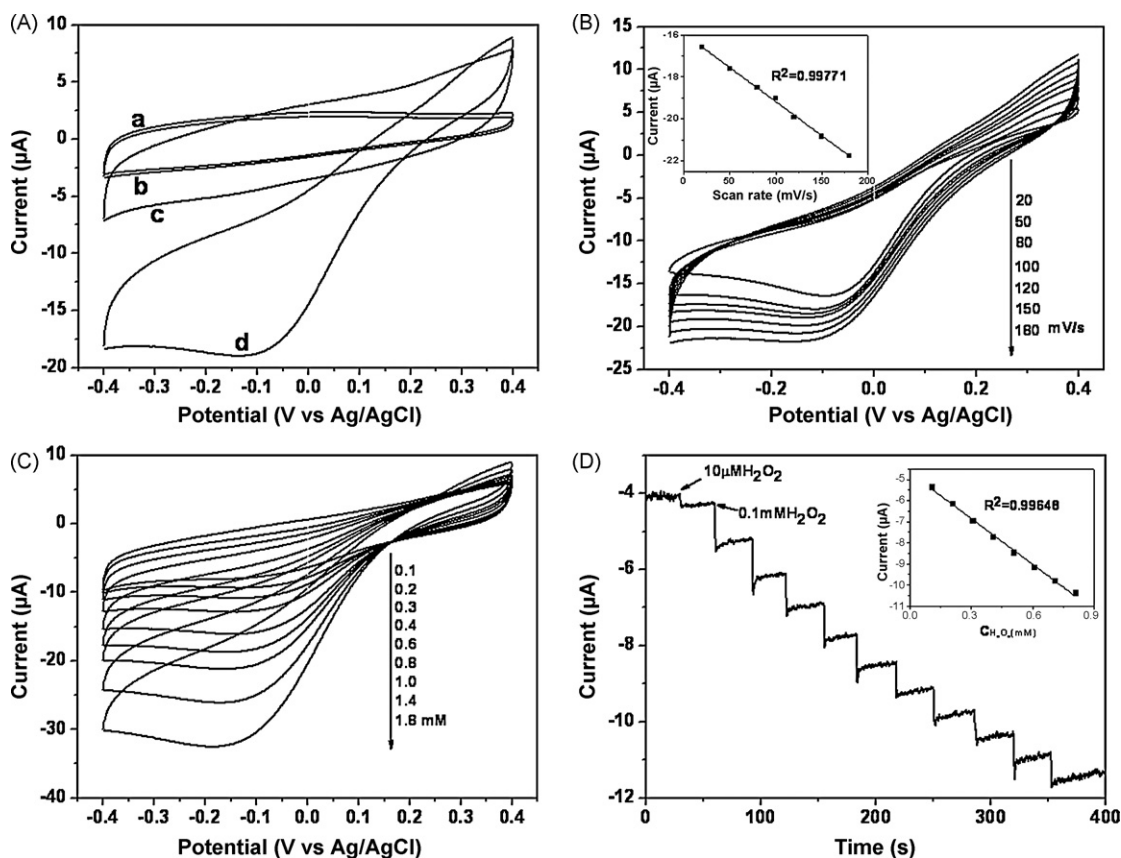 (A)
10
5
0
-5
-10
-15
-20
Current (µA)
a
b
c
d
-0.4 -0.3 -0.2 -0.1 0.0 0.1 0.2 0.3 0.4
Potential (V vs Ag/AgCl)
(B)
15
10
5
0
-5
-10
-15
-20
-25
Current (µA)
-16
-18
-20
-22
Current (µA)
R²=0.99771
0 50 100 150 200
Scan rate (mV/s)
20
50
80
100
120
150
180 mV/s
-0.4 -0.2 0.0 0.2 0.4
Potential (V vs Ag/AgCl)
(C)
10
0
-10
-20
-30
-40
Current (µA)
0.1
0.2
0.3
0.4
0.6
0.8
1.0
1.4
1.8 mM
-0.4 -0.3 -0.2 -0.1 0.0 0.1 0.2 0.3 0.4
Potential (V vs Ag/AgCl)
(D)
-4
-6
-8
-10
-12
Current (µA)
10µMH₂O₂
0.1mMH₂O₂
-5
-6
-7
-8
-9
-10
-11
Current (µA)
R²=0.99648
0.0 0.3 0.6 0.9
C H₂O₂(mM)
0 100 200 300 400
Time (s)